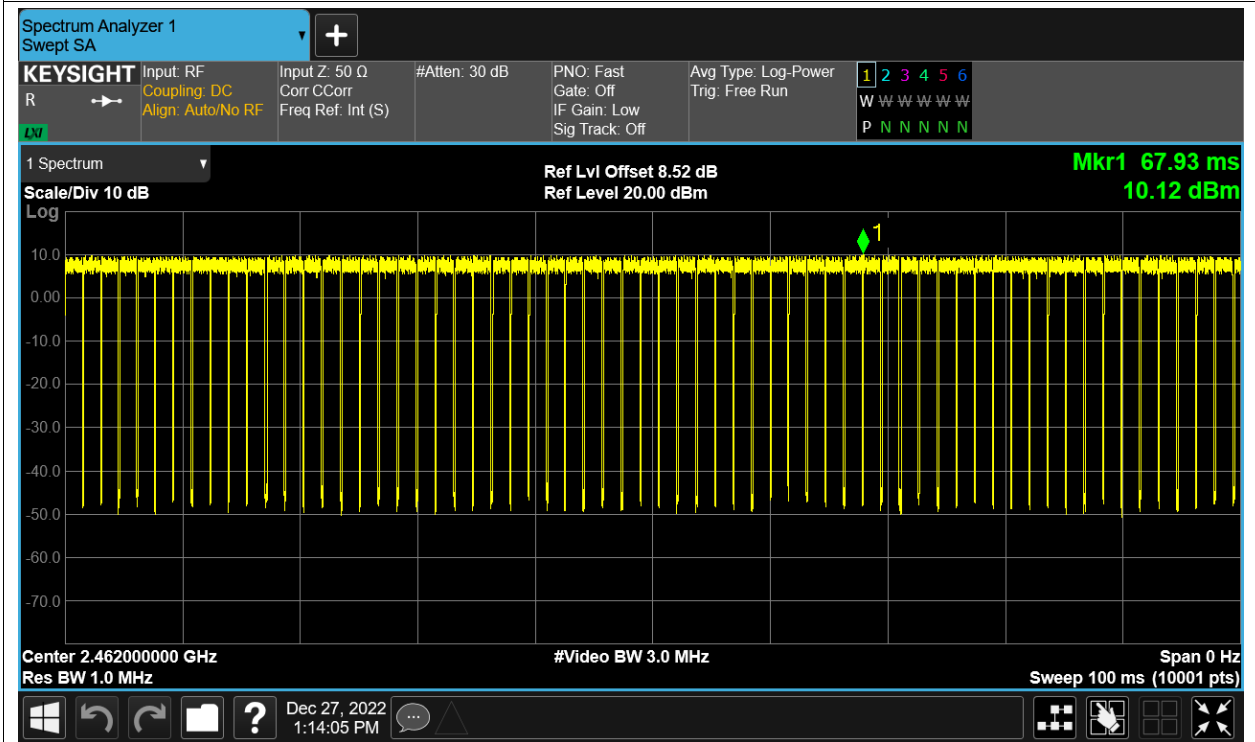 Spectrum Analyzer 1
Swept SA
KEYSIGHT
R
LXI
Input: RF
Coupling: DC
Align: Auto/No RF
Input Z: 50 Ω
Corr CCorr
Freq Ref: Int (S)
#Atten: 30 dB
PNO: Fast
Gate: Off
IF Gain: Low
Sig Track: Off
Avg Type: Log-Power
Trig: Free Run
1 2 3 4 5 6
W W W W W W
P N N N N N
1 Spectrum
Scale/Div 10 dB
Log
Ref Lvl Offset 8.52 dB
Ref Level 20.00 dBm
Mkr1 67.93 ms
10.12 dBm
1
10.0
0.00
-10.0
-20.0
-30.0
-40.0
-50.0
-60.0
-70.0
Center 2.462000000 GHz
Res BW 1.0 MHz
#Video BW 3.0 MHz
Span 0 Hz
Sweep 100 ms (10001 pts)
?
Dec 27, 2022
1:14:05 PM